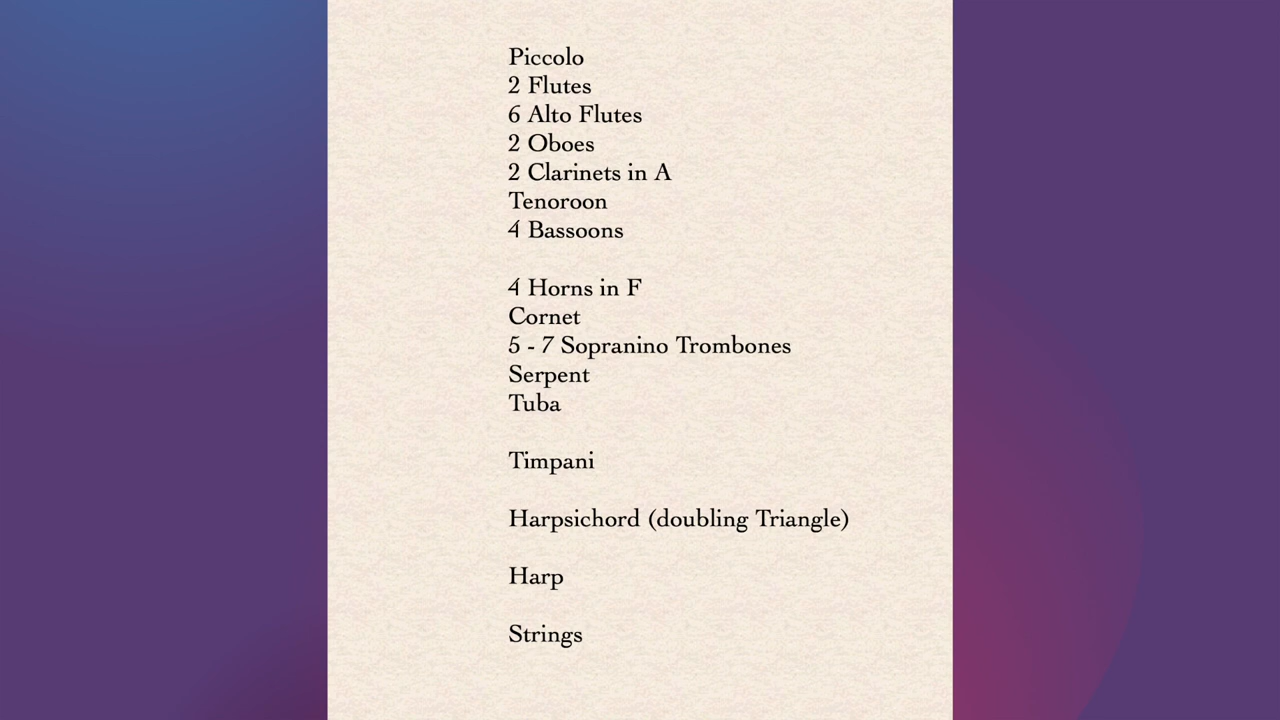 Piccolo
2 Flutes
6 Alto Flutes
2 Oboes
2 Clarinets in A
Tenoroon
4 Bassoons
4 Horns in F
Cornet
5 - 7 Sopranino Trombones
Serpent
Tuba
Timpani
Harpsichord (doubling Triangle)
Harp
Strings